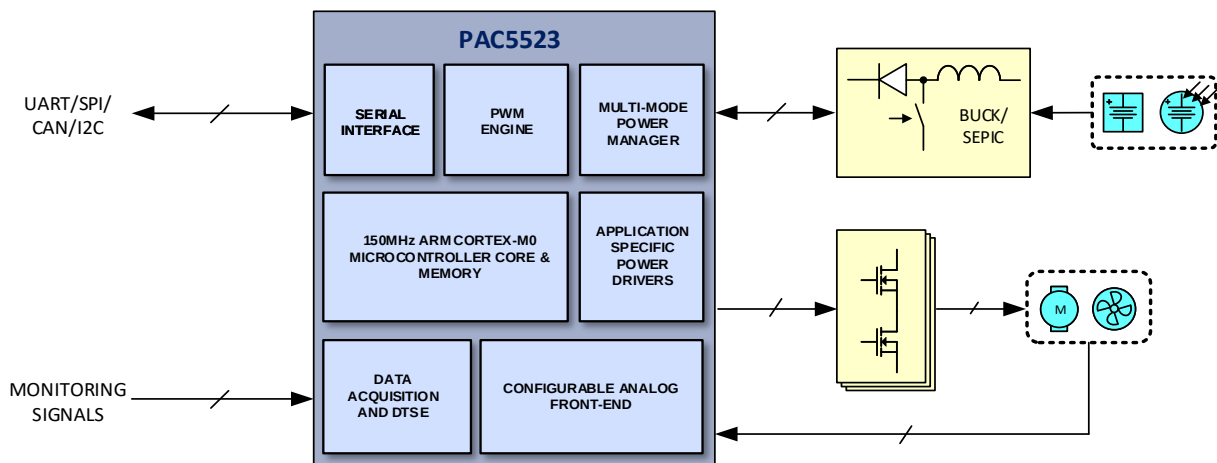 PAC5523
UART/SPI/
CAN/I2C
SERIAL
INTERFACE
PWM
ENGINE
MULTI-MODE
POWER
MANAGER
BUCK/
SEPIC
+
+
150MHz ARM CORTEX-M0
MICROCONTROLLER CORE &
MEMORY
APPLICATION
SPECIFIC
POWER
DRIVERS
M
MONITORING
SIGNALS
DATA
ACQUISITION
AND DTSE
CONFIGURABLE ANALOG
FRONT-END